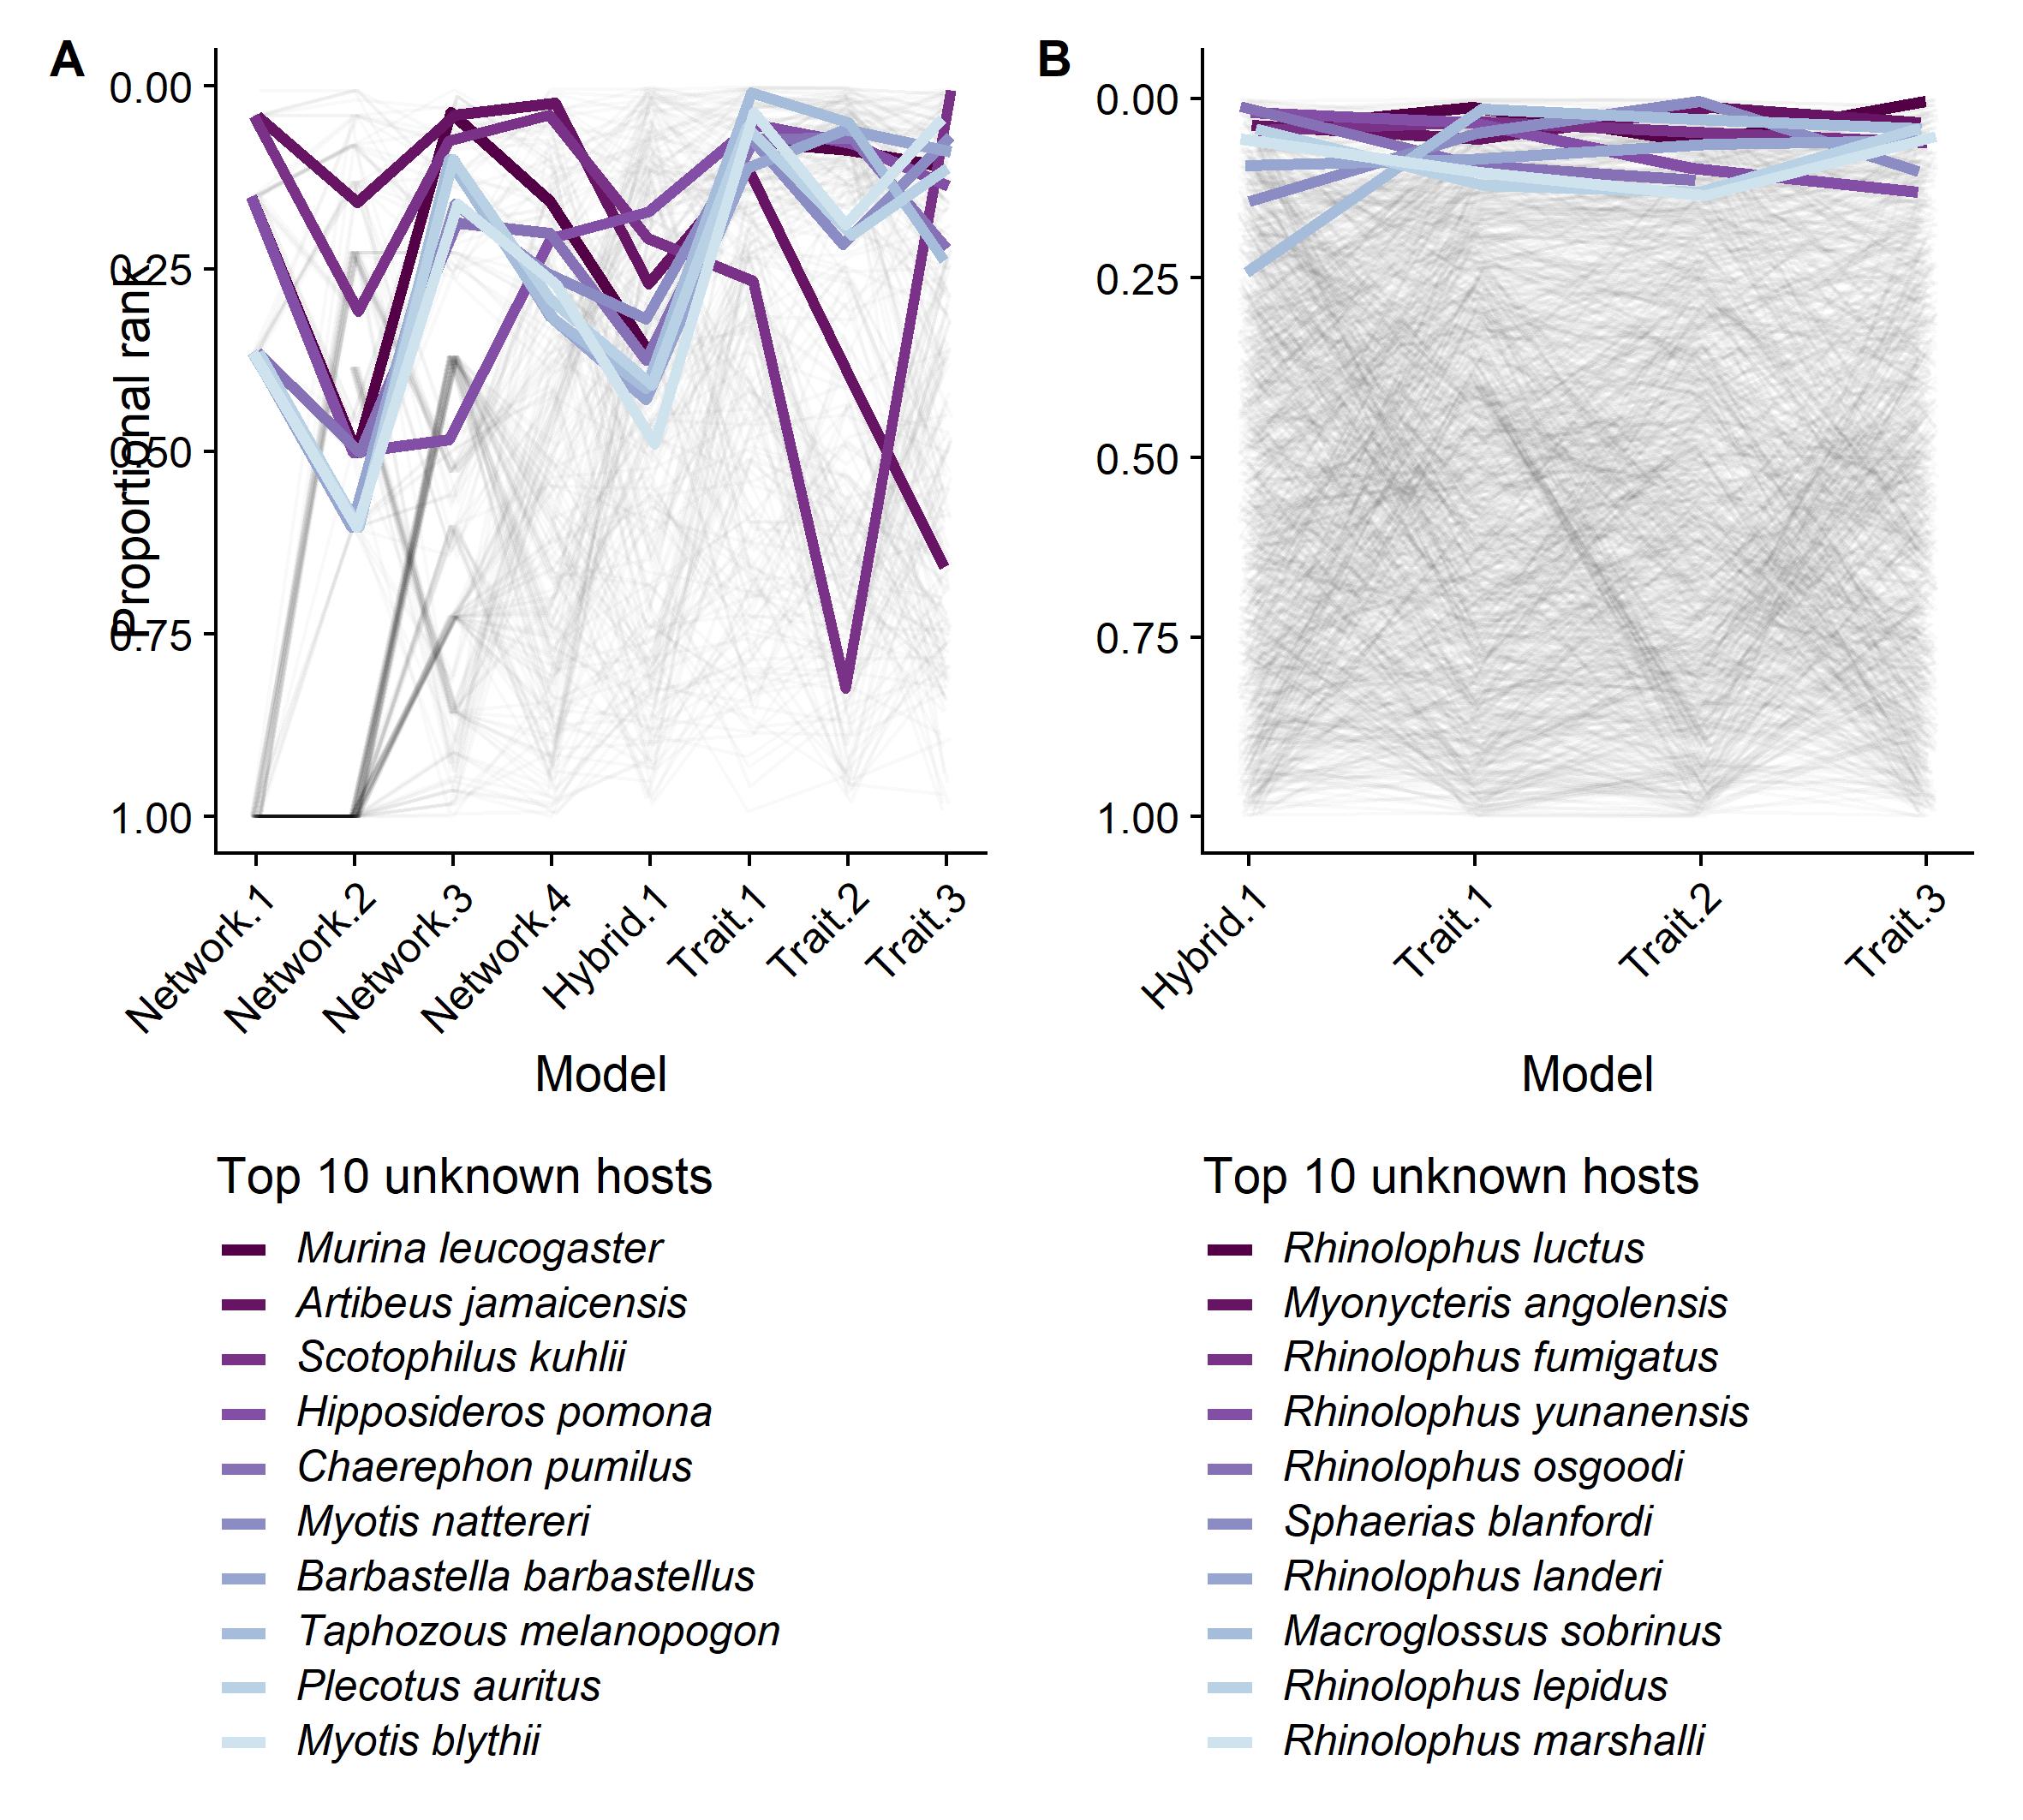 A
0.00
0.25
0.50
0.75
1.00
Proportional rank
Network.1
Network.2
Network.3
Network.4
Hybrid.1
Trait.1
Trait.2
Trait.3
Model
Top 10 unknown hosts
Murina leucogaster
Artibeus jamaicensis
Scotophilus kuhlii
Hipposideros pomona
Chaerephon pumilus
Myotis nattereri
Barbastella barbastellus
Taphozous melanopogon
Plecotus auritus
Myotis blythii
B
0.00
0.25
0.50
0.75
1.00
Hybrid.1
Trait.1
Trait.2
Trait.3
Model
Top 10 unknown hosts
Rhinolophus luctus
Myonycteris angolensis
Rhinolophus fumigatus
Rhinolophus yunanensis
Rhinolophus osgoodi
Sphaerias blanfordi
Rhinolophus landeri
Macroglossus sobrinus
Rhinolophus lepidus
Rhinolophus marshalli